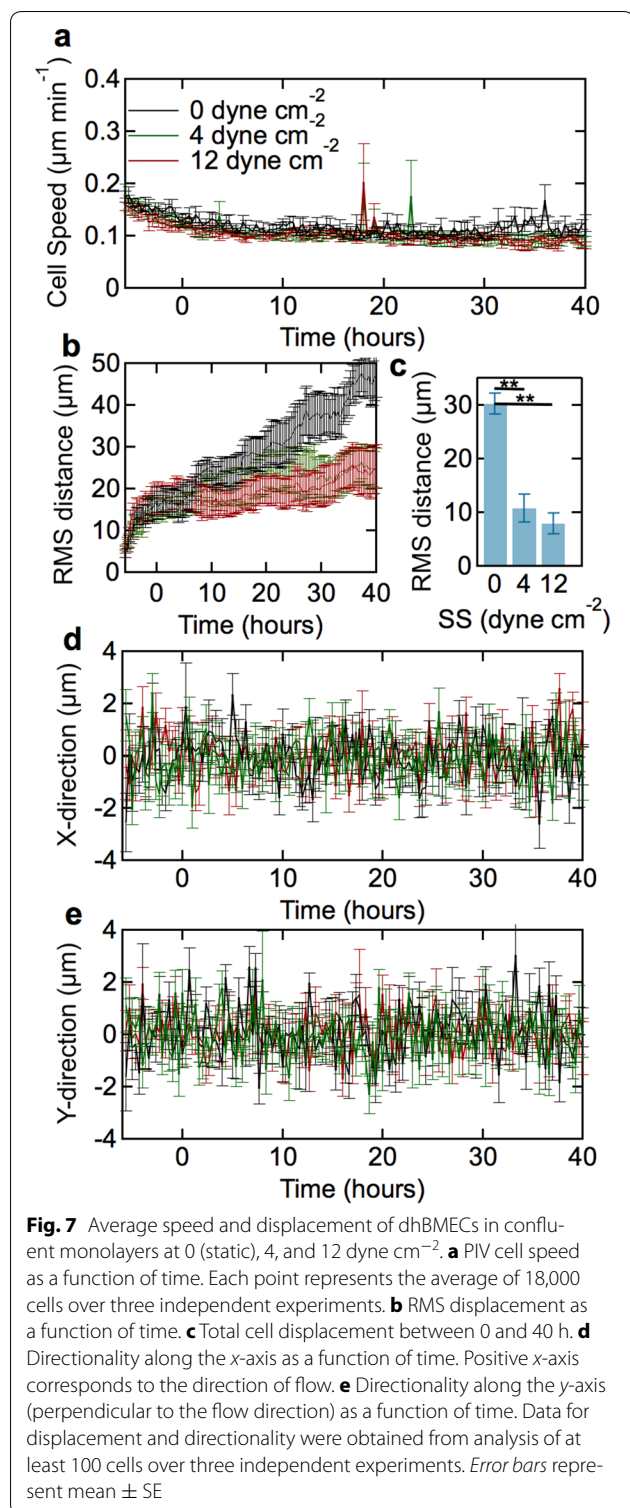 a
0.4
0.3
0.2
0.1
0
Cell Speed (µm min⁻¹)
0 dyne cm⁻²
4 dyne cm⁻²
12 dyne cm⁻²
0 10 20 30 40
Time (hours)
b
50
40
30
20
10
0
RMS distance (µm)
0 10 20 30 40
Time (hours)
c
**
**
30
20
10
0
RMS distance (µm)
0 4 12
SS (dyne cm⁻²)
d
4
2
0
-2
-4
X-direction (µm)
0 10 20 30 40
Time (hours)
e
4
2
0
-2
-4
Y-direction (µm)
0 10 20 30 40
Time (hours)
Fig. 7 Average speed and displacement of dhBMECs in conflu-
ent monolayers at 0 (static), 4, and 12 dyne cm⁻². a PIV cell speed
as a function of time. Each point represents the average of 18,000
cells over three independent experiments. b RMS displacement as
a function of time. c Total cell displacement between 0 and 40 h. d
Directionality along the x-axis as a function of time. Positive x-axis
corresponds to the direction of flow. e Directionality along the y-axis
(perpendicular to the flow direction) as a function of time. Data for
displacement and directionality were obtained from analysis of at
least 100 cells over three independent experiments. Error bars repre-
sent mean ± SE